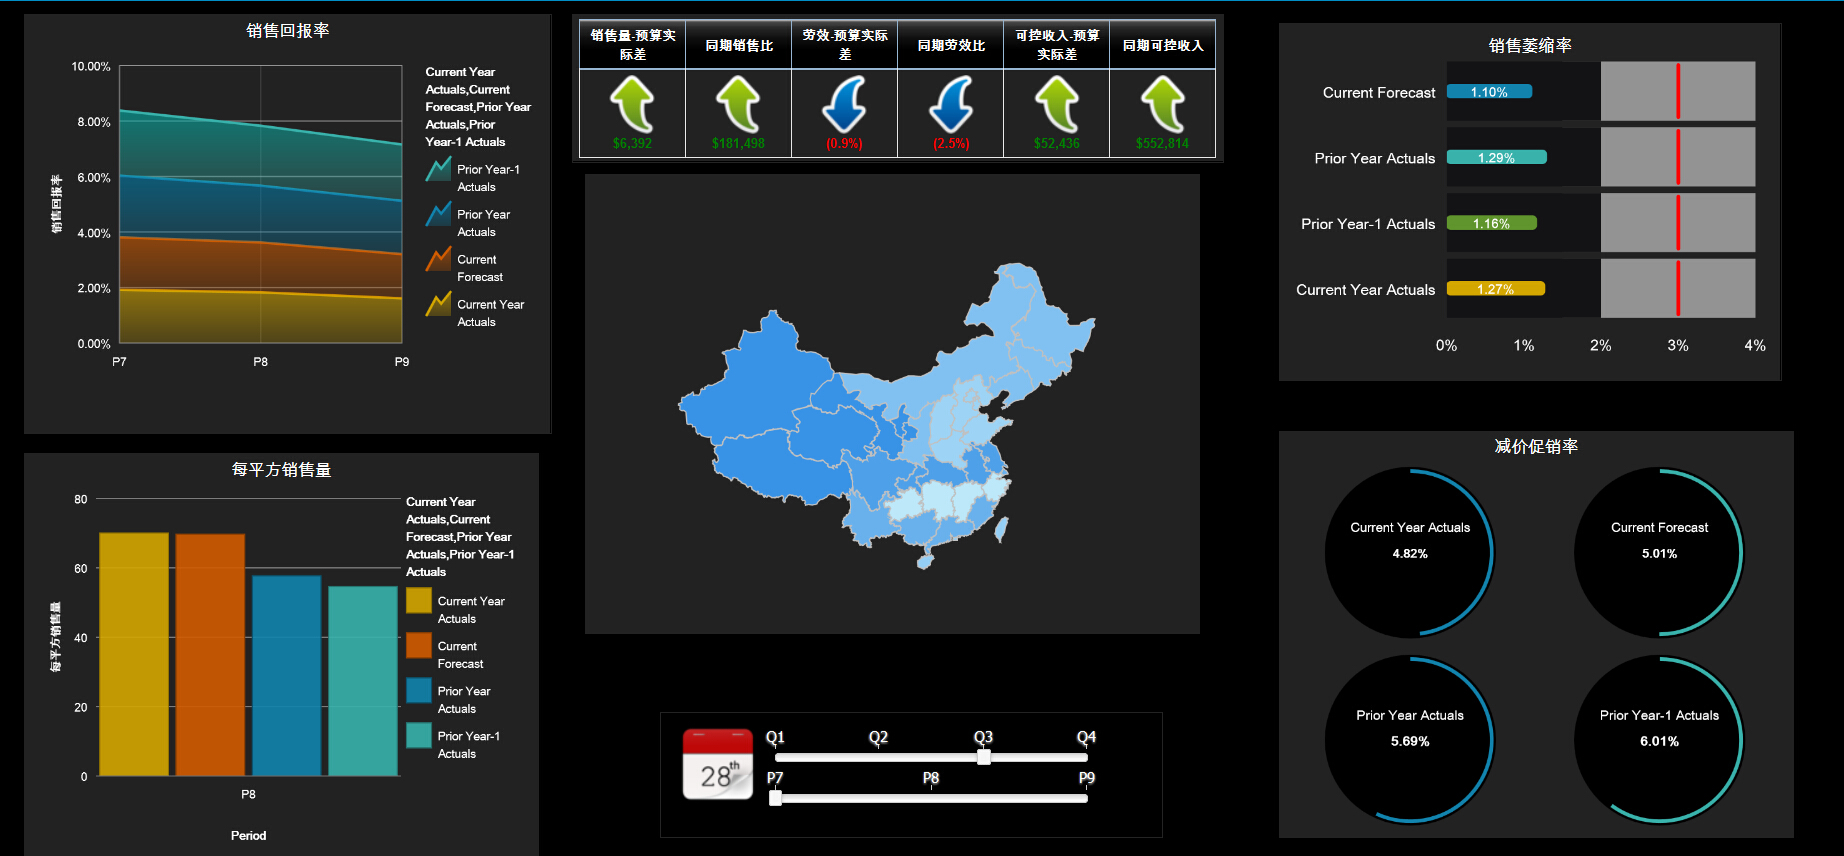 销售回报率
10.00%
8.00%
6.00%
4.00%
2.00%
0.00%
销售回报率
P7
P8
P9
Current Year
Actuals,Current
Forecast,Prior Year
Actuals,Prior
Year-1 Actuals
Prior Year-1
Actuals
Prior Year
Actuals
Current
Forecast
Current Year
Actuals
每平方销售量
80
60
40
20
0
每平方销售量
P8
Period
Current Year
Actuals,Current
Forecast,Prior Year
Actuals,Prior Year-1
Actuals
Current Year
Actuals
Current
Forecast
Prior Year
Actuals
Prior Year-1
Actuals
销售量-预算实
际差
同期销售比
劳效-预算实际
差
同期劳效比
可控收入-预算
实际差
同期可控收入
$6,392
$181,498
(0.9%)
(2.5%)
$52,436
$552,814
28th
Q1
Q2
Q3
Q4
P7
P8
P9
销售萎缩率
Current Forecast
1.10%
Prior Year Actuals
1.29%
Prior Year-1 Actuals
1.16%
Current Year Actuals
1.27%
0%
1%
2%
3%
4%
减价促销率
Current Year Actuals
4.82%
Current Forecast
5.01%
Prior Year Actuals
5.69%
Prior Year-1 Actuals
6.01%